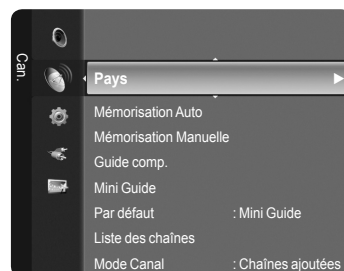 Can.
Pays
Mémorisation Auto
Mémorisation Manuelle
Guide comp.
Mini Guide
Par défaut : Mini Guide
Liste des chaînes
Mode Canal : Chaînes ajoutées